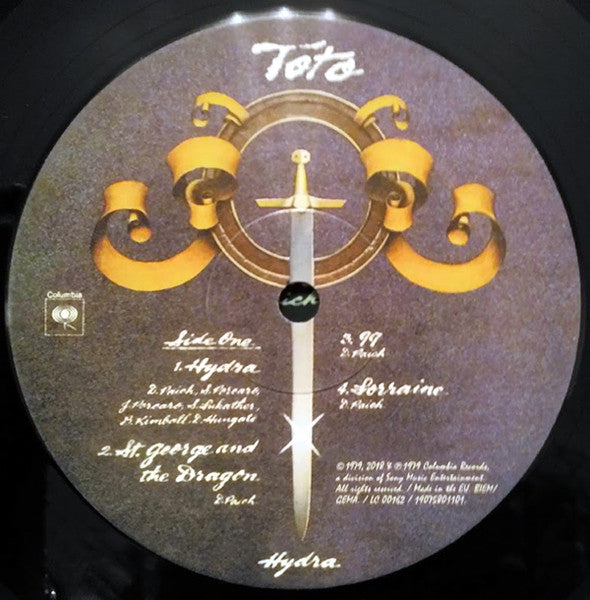 Tōto
Columbia
Side One
1. Hydra
D. Paich, S. Porcaro,
J. Porcaro, S. Lukather,
B. Kimball, D. Hungate
2. St. George and
the Dragon
D. Paich
3. 99
D. Paich
4. Lorraine
D. Paich
© 1979, 2018 & ℗ 1979 Columbia Records,
a division of Sony Music Entertainment.
All rights reserved. / Made in the EU. BIEM/
GEMA. / LC 00162 / 19075801101.
Hydra